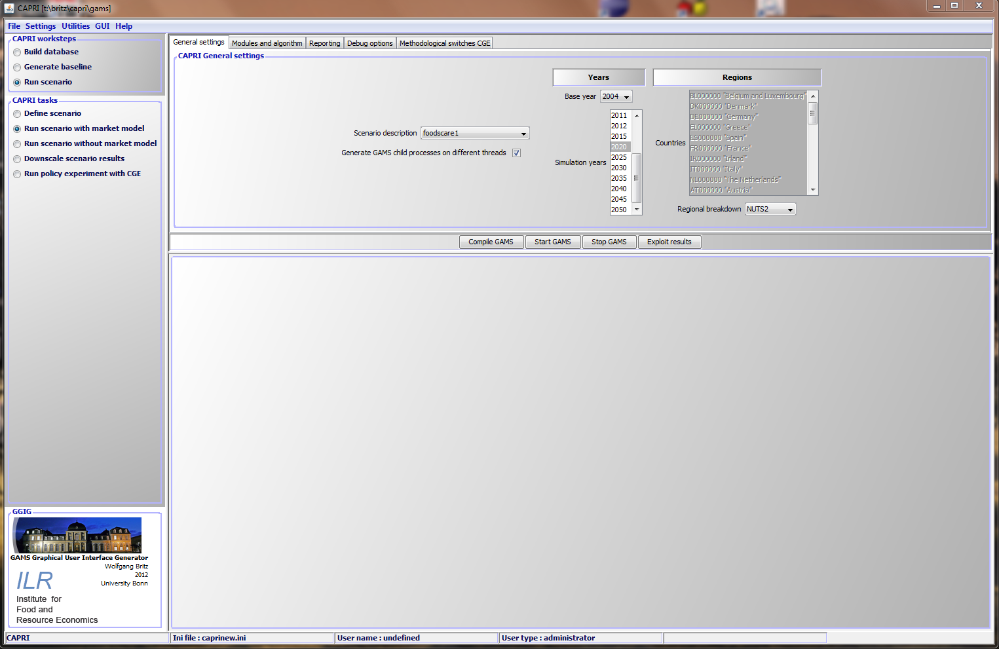 CAPRI [t:\britz\capri\gams]
File Settings Utilities GUI Help
CAPRI worksteps
Build database
Generate baseline
Run scenario
CAPRI tasks
Define scenario
Run scenario with market model
Run scenario without market model
Downscale scenario results
Run policy experiment with CGE
General settings Modules and algorithm Reporting Debug options Methodological switches CGE
CAPRI General settings
Scenario description foodscare1
Generate GAMS child processes on different threads
Years
Base year 2004
Simulation years
2011
2012
2015
2020
2025
2030
2035
2040
2045
2050
Regions
Countries
BL000000 "Belgium and Luxembourg"
DK000000 "Denmark"
DE000000 "Germany"
EL000000 "Greece"
ES000000 "Spain"
FR000000 "France"
IR000000 "Irland"
IT000000 "Italy"
NL000000 "The Netherlands"
AT000000 "Austria"
Regional breakdown NUTS2
Compile GAMS Start GAMS Stop GAMS Exploit results
GGIG
GAMS Graphical User Interface Generator
Wolfgang Britz
2012
University Bonn
ILR
Institute for
Food and
Resource Economics
CAPRI Ini file : caprinew.ini User name : undefined User type : administrator